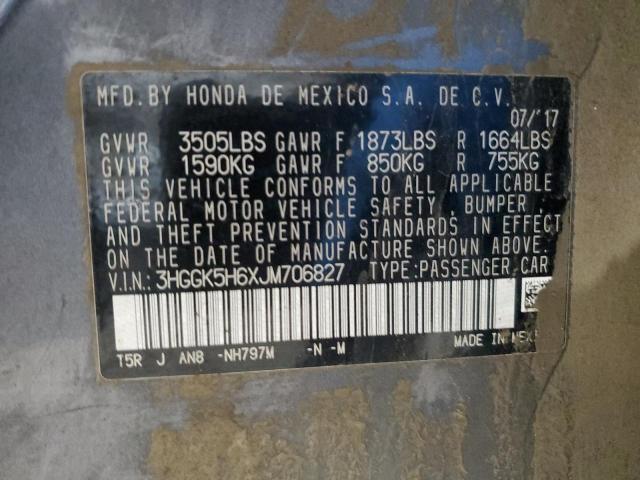 MFD.BY HONDA DE MEXICO S.A. DE C.V.
07/'17
GVWR 3505LBS GAWR F 1873LBS R 1664LBS
GVWR 1590KG GAWR F 850KG R 755KG
THIS VEHICLE CONFORMS TO ALL APPLICABLE
FEDERAL MOTOR VEHICLE SAFETY , BUMPER ,
AND THEFT PREVENTION STANDARDS IN EFFECT
ON THE DATE OF MANUFACTURE SHOWN ABOVE.
V.I.N.: 3HGGK5H6XJM706827 TYPE:PASSENGER CAR
T5R J AN8 -NH797M -N -M MADE IN